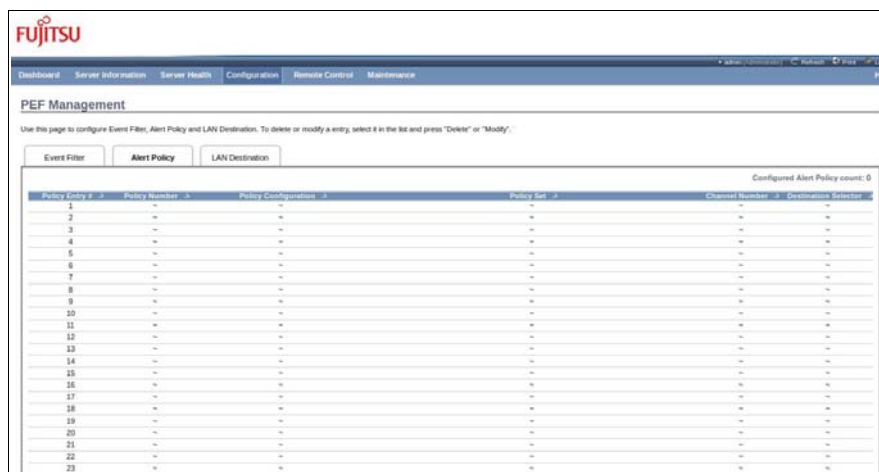 FUJITSU
admin (Administrator) Refresh Print
Dashboard Server Information Server Health Configuration Remote Control Maintenance
PEF Management
Use this page to configure Event Filter, Alert Policy and LAN Destination. To delete or modify a entry, select it in the list and press "Delete" or "Modify".
Event Filter Alert Policy LAN Destination
Configured Alert Policy count: 0
Policy Entry # Policy Number Policy Configuration Policy Set Channel Number Destination Selector
1 ~ ~ ~ ~ ~
2 ~ ~ ~ ~ ~
3 ~ ~ ~ ~ ~
4 ~ ~ ~ ~ ~
5 ~ ~ ~ ~ ~
6 ~ ~ ~ ~ ~
7 ~ ~ ~ ~ ~
8 ~ ~ ~ ~ ~
9 ~ ~ ~ ~ ~
10 ~ ~ ~ ~ ~
11 ~ ~ ~ ~ ~
12 ~ ~ ~ ~ ~
13 ~ ~ ~ ~ ~
14 ~ ~ ~ ~ ~
15 ~ ~ ~ ~ ~
16 ~ ~ ~ ~ ~
17 ~ ~ ~ ~ ~
18 ~ ~ ~ ~ ~
19 ~ ~ ~ ~ ~
20 ~ ~ ~ ~ ~
21 ~ ~ ~ ~ ~
22 ~ ~ ~ ~ ~
23 ~ ~ ~ ~ ~